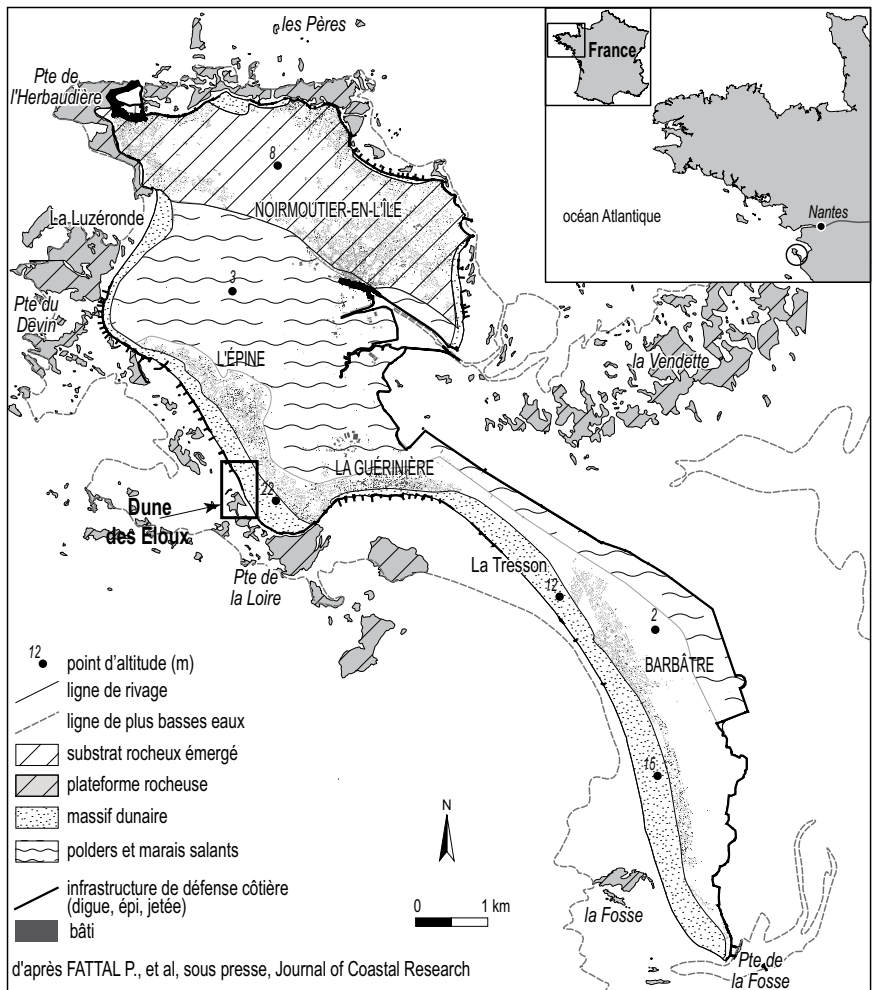 les Pères
France
Pte de
l'Herbaudière
8
NOIRMOUTIER-EN-L'ÎLE
océan Atlantique
Nantes
La Luzéronde
3
Pte du
Devin
L'ÉPINE
la Vendette
LA GUÉRINIÈRE
22
Dune
des Eloux
La Tresson
Pte de
la Loire
12
2
BARBÂTRE
16
12
point d'altitude (m)
ligne de rivage
ligne de plus basses eaux
substrat rocheux émergé
plateforme rocheuse
massif dunaire
polders et marais salants
infrastructure de défense côtière
(digue, épi, jetée)
bâti
N
0 1 km
la Fosse
Pte de
la Fosse
d'après FATTAL P., et al, sous presse, Journal of Coastal Research